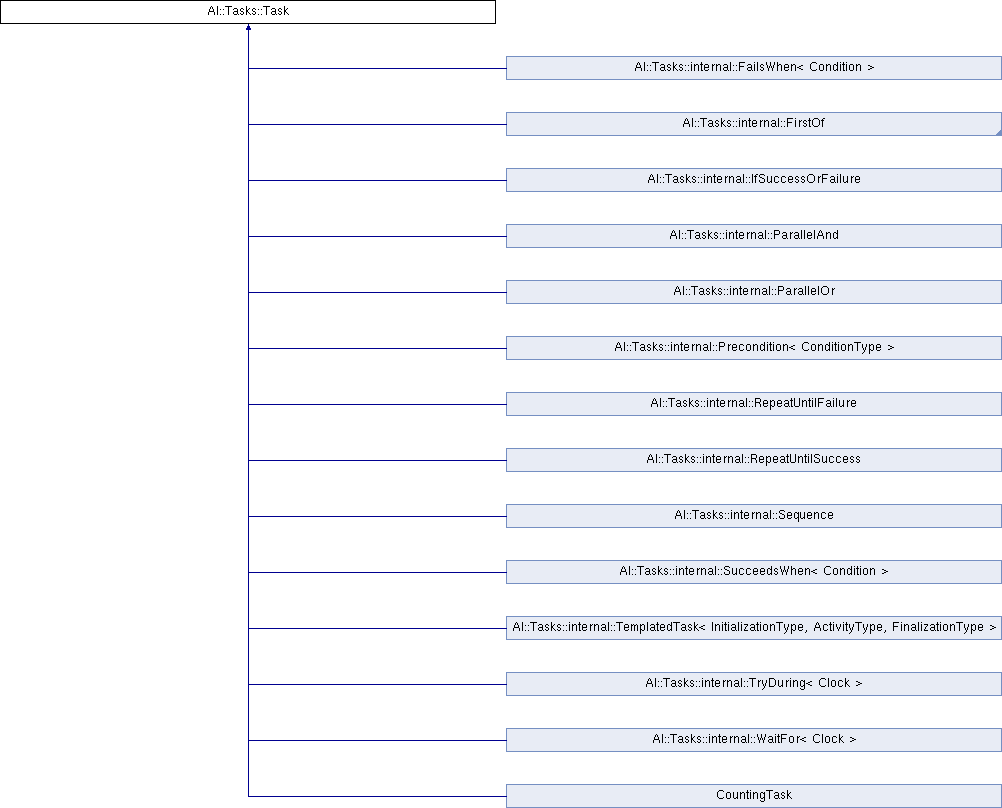 AI::Tasks::Task
AI::Tasks::internal::FailsWhen< Condition >
AI::Tasks::internal::FirstOf
AI::Tasks::internal::IfSuccessOrFailure
AI::Tasks::internal::ParallelAnd
AI::Tasks::internal::ParallelOr
AI::Tasks::internal::Precondition< ConditionType >
AI::Tasks::internal::RepeatUntilFailure
AI::Tasks::internal::RepeatUntilSuccess
AI::Tasks::internal::Sequence
AI::Tasks::internal::SucceedsWhen< Condition >
AI::Tasks::internal::TemplatedTask< InitializationType, ActivityType, FinalizationType >
AI::Tasks::internal::TryDuring< Clock >
AI::Tasks::internal::WaitFor< Clock >
CountingTask